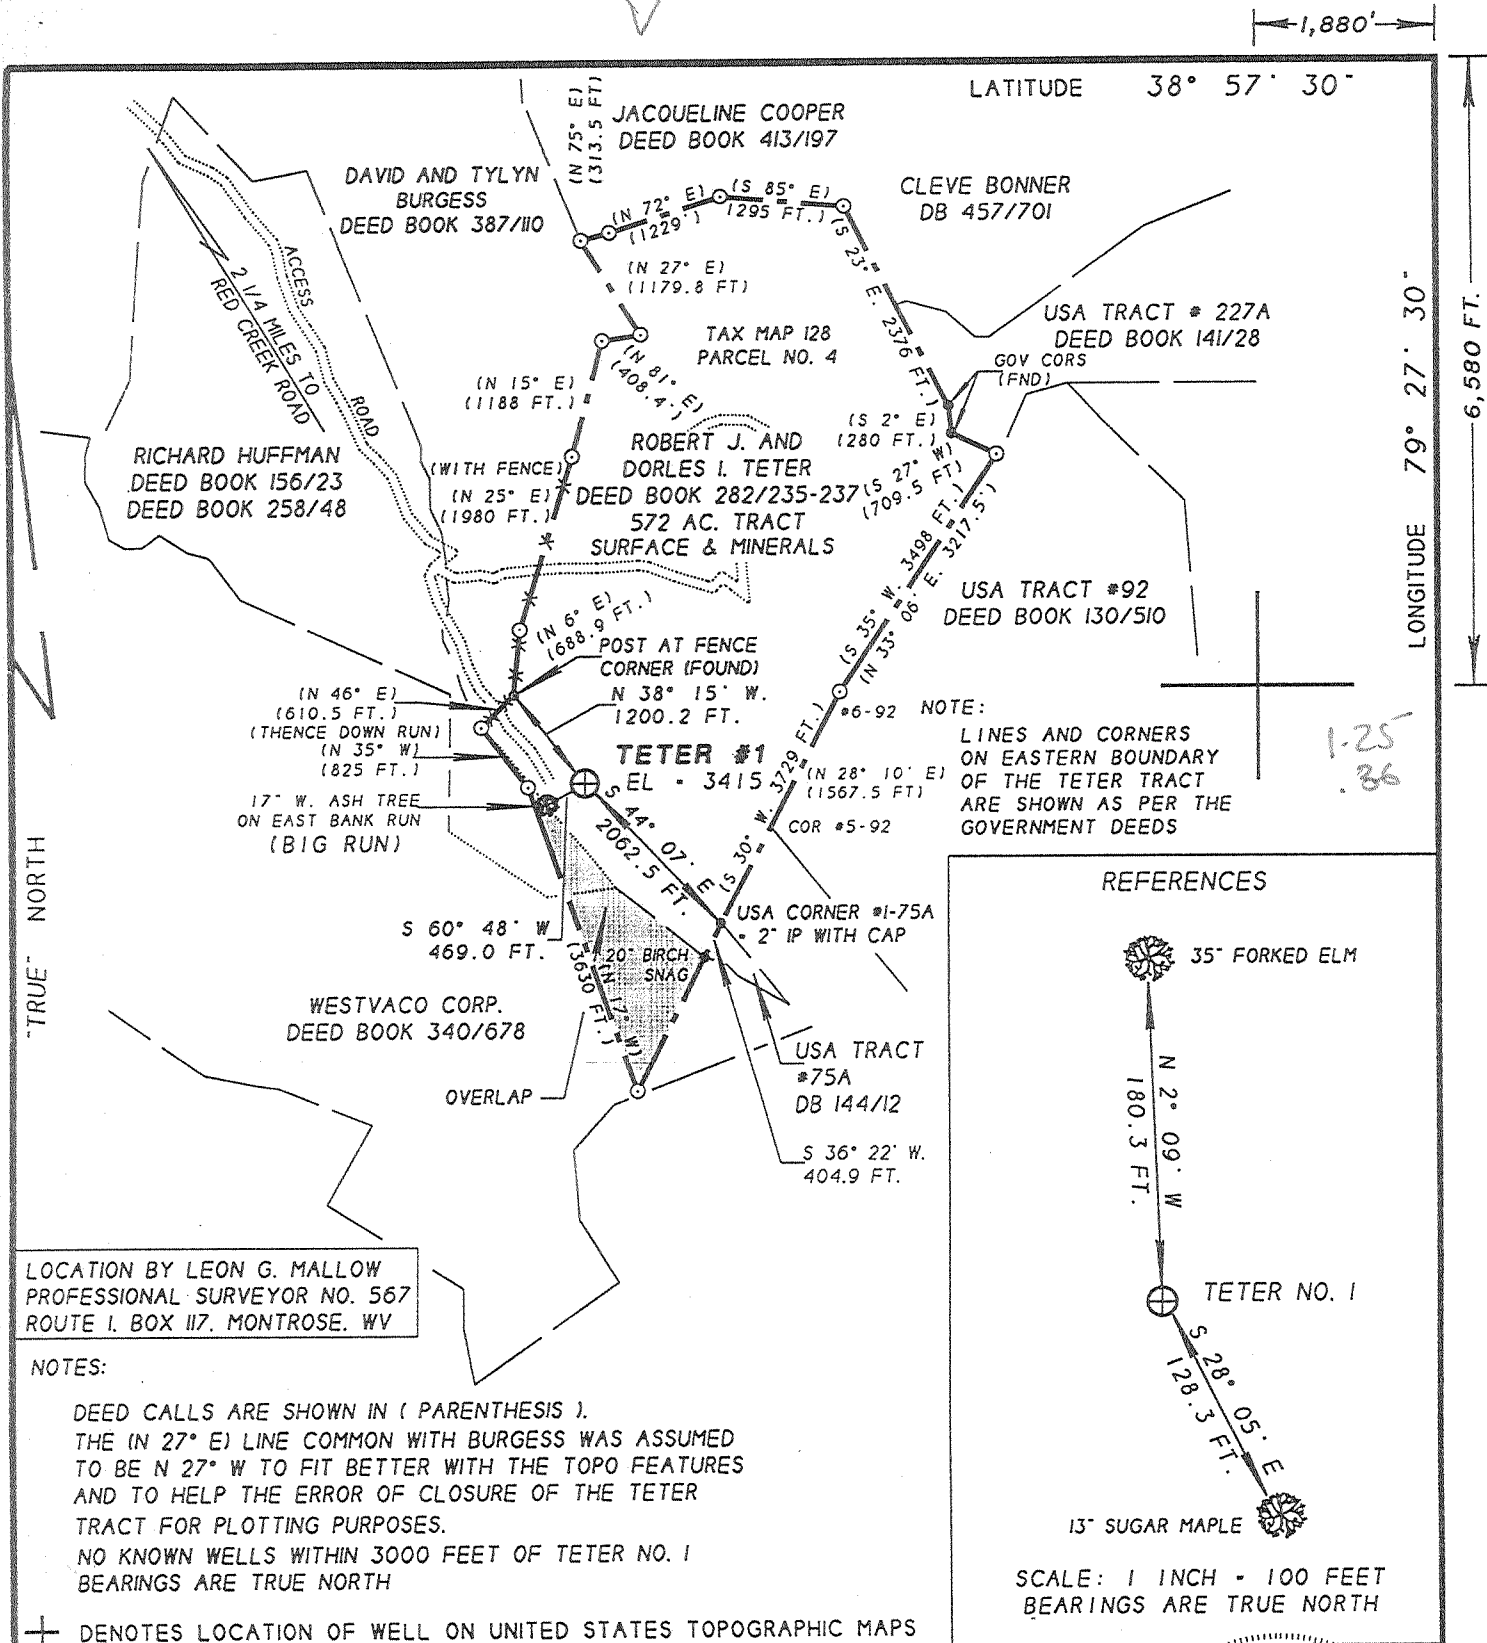 1,880'
LATITUDE 38° 57' 30"
6,580 FT.
LONGITUDE 79° 27' 30"
JACQUELINE COOPER
DEED BOOK 413/197
(N 75° E)
(313.5 FT)
DAVID AND TYLYN
BURGESS
DEED BOOK 387/110
(N 72° E)
(1229')
(S 85° E)
1295 FT.)
CLEVE BONNER
DB 457/701
(S 23° E. 2376 FT.)
(N 27° E)
(1179.8 FT)
USA TRACT # 227A
DEED BOOK 141/28
TAX MAP 128
PARCEL NO. 4
GOV CORS
(FND)
(N 81° E)
(408.4')
ACCESS
ROAD
2 1/4 MILES TO
RED CREEK ROAD
(N 15° E)
(1188 FT.)
(S 2° E)
(280 FT.)
RICHARD HUFFMAN
DEED BOOK 156/23
DEED BOOK 258/48
ROBERT J. AND
DORLES I. TETER
DEED BOOK 282/235-237
572 AC. TRACT
SURFACE & MINERALS
(S 27° W)
(709.5 FT)
(WITH FENCE)
(N 25° E)
(1980 FT.)
(S 35° W. 3498 FT.)
(N 33° 06' E. 3217.5')
USA TRACT #92
DEED BOOK 130/510
(N 6° E)
(688.9 FT.)
POST AT FENCE
CORNER (FOUND)
N 38° 15' W.
1200.2 FT.
(N 46° E)
(610.5 FT.)
(THENCE DOWN RUN)
(N 35° W)
(825 FT.)
#6-92
NOTE:
LINES AND CORNERS
ON EASTERN BOUNDARY
OF THE TETER TRACT
ARE SHOWN AS PER THE
GOVERNMENT DEEDS
1.25
.36
TETER #1
EL - 3415
(N 28° 10' E)
(1567.5 FT)
17" W. ASH TREE
ON EAST BANK RUN
(BIG RUN)
S 44° 07' E
2062.5 FT.
(S 30° W. 3729 FT.)
COR #5-92
"TRUE" NORTH
S 60° 48' W
469.0 FT.
USA CORNER #1-75A
- 2" IP WITH CAP
20" BIRCH
SNAG
(N 17° W)
(3630 FT.)
WESTVACO CORP.
DEED BOOK 340/678
OVERLAP
USA TRACT
#75A
DB 144/12
S 36° 22' W.
404.9 FT.
REFERENCES
35" FORKED ELM
N 2° 09' W
180.3 FT.
TETER NO. 1
S 28° 05' E
128.3 FT.
13" SUGAR MAPLE
SCALE: 1 INCH - 100 FEET
BEARINGS ARE TRUE NORTH
LOCATION BY LEON G. MALLOW
PROFESSIONAL SURVEYOR NO. 567
ROUTE 1. BOX 117. MONTROSE. WV
NOTES:
DEED CALLS ARE SHOWN IN ( PARENTHESIS ).
THE (N 27° E) LINE COMMON WITH BURGESS WAS ASSUMED
TO BE N 27° W TO FIT BETTER WITH THE TOPO FEATURES
AND TO HELP THE ERROR OF CLOSURE OF THE TETER
TRACT FOR PLOTTING PURPOSES.
NO KNOWN WELLS WITHIN 3000 FEET OF TETER NO. 1
BEARINGS ARE TRUE NORTH
DENOTES LOCATION OF WELL ON UNITED STATES TOPOGRAPHIC MAPS